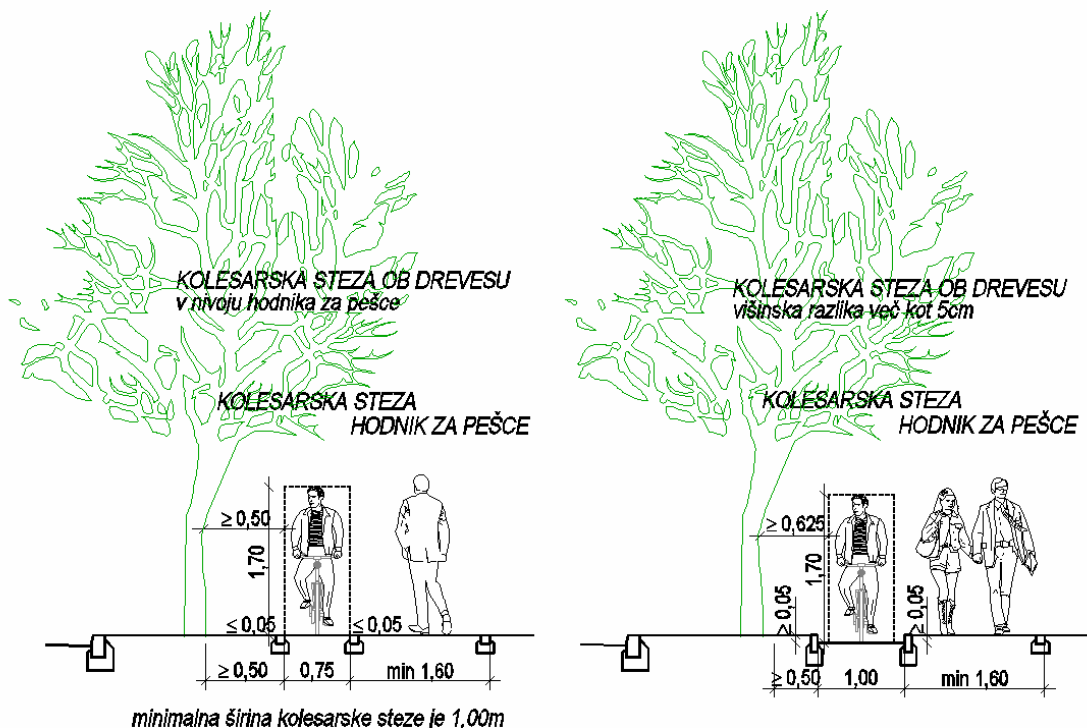 KOLESARSKA STEZA OB DREVESU
v nivoju hodnika za pešce
KOLESARSKA STEZA
HODNIK ZA PEŠCE
≥ 0,50
1,70
≤ 0,05
≤ 0,05
≥ 0,50
0,75
min 1,60
minimalna širina kolesarske steze je 1,00m
KOLESARSKA STEZA OB DREVESU
višinska razlika več kot 5cm
KOLESARSKA STEZA
HODNIK ZA PEŠCE
≥ 0,625
1,70
≥ 0,05
≥ 0,05
≥ 0,50
1,00
min 1,60